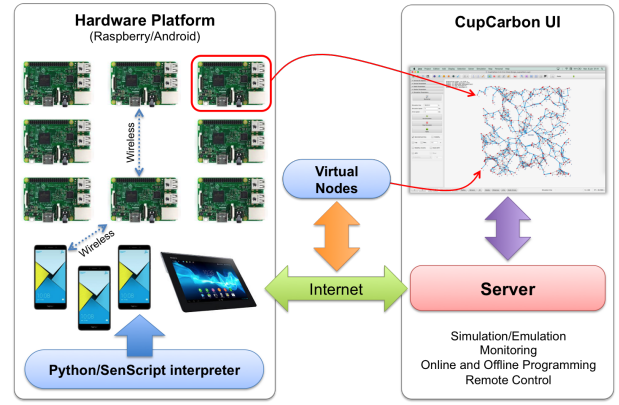 Hardware Platform
(Raspberry/Android)
Wireless
Wireless
Python/SenScript interpreter
Virtual
Nodes
Internet
CupCarbon UI
Server
Simulation/Emulation
Monitoring
Online and Offline Programming
Remote Control